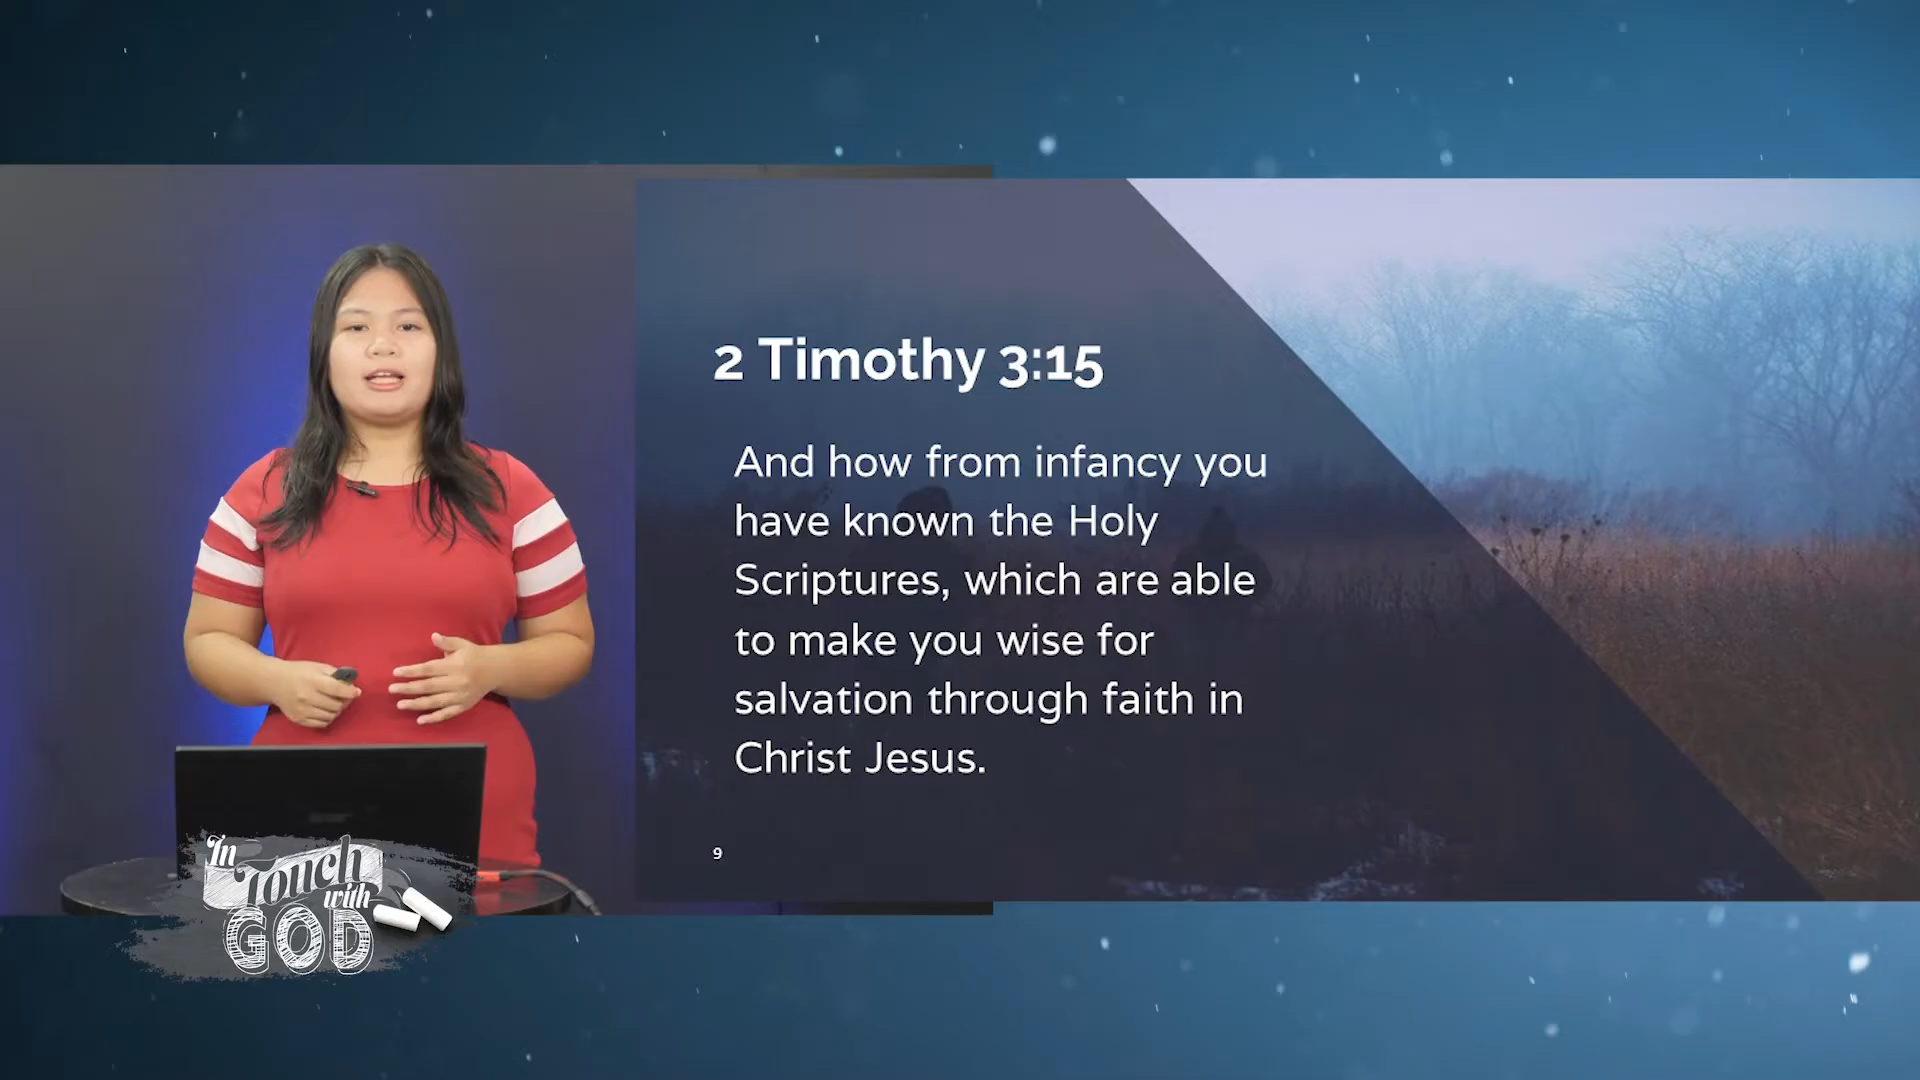 2 Timothy 3:15
And how from infancy you
have known the Holy
Scriptures, which are able
to make you wise for
salvation through faith in
Christ Jesus.
9
In
Touch
with
GOD